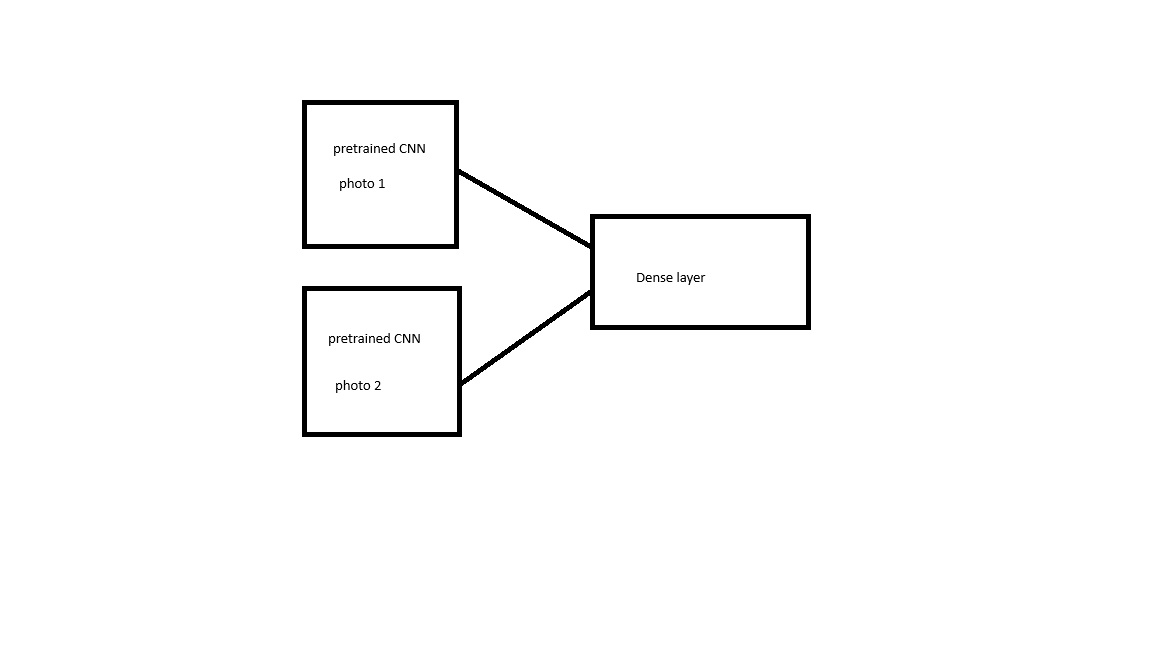 pretrained CNN
photo 1
pretrained CNN
photo 2
Dense layer